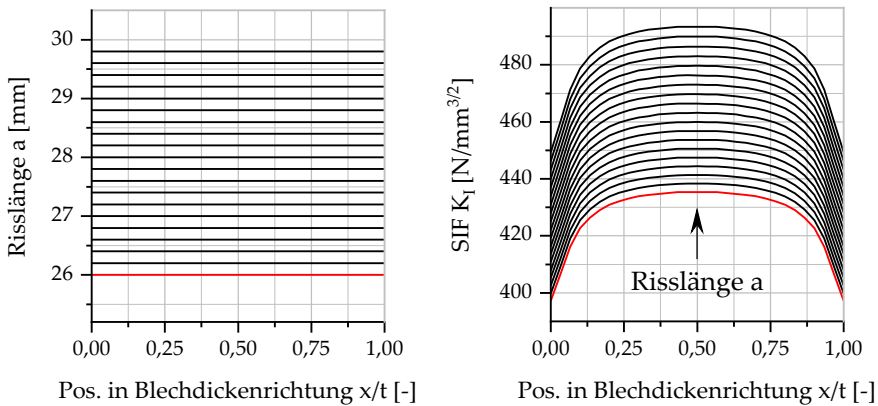 Risslänge a [mm]
30
29
28
27
26
0,00 0,25 0,50 0,75 1,00
Pos. in Blechdickenrichtung x/t [-]
SIF K_I [N/mm^3/2]
480
460
440
420
400
Risslänge a
0,00 0,25 0,50 0,75 1,00
Pos. in Blechdickenrichtung x/t [-]